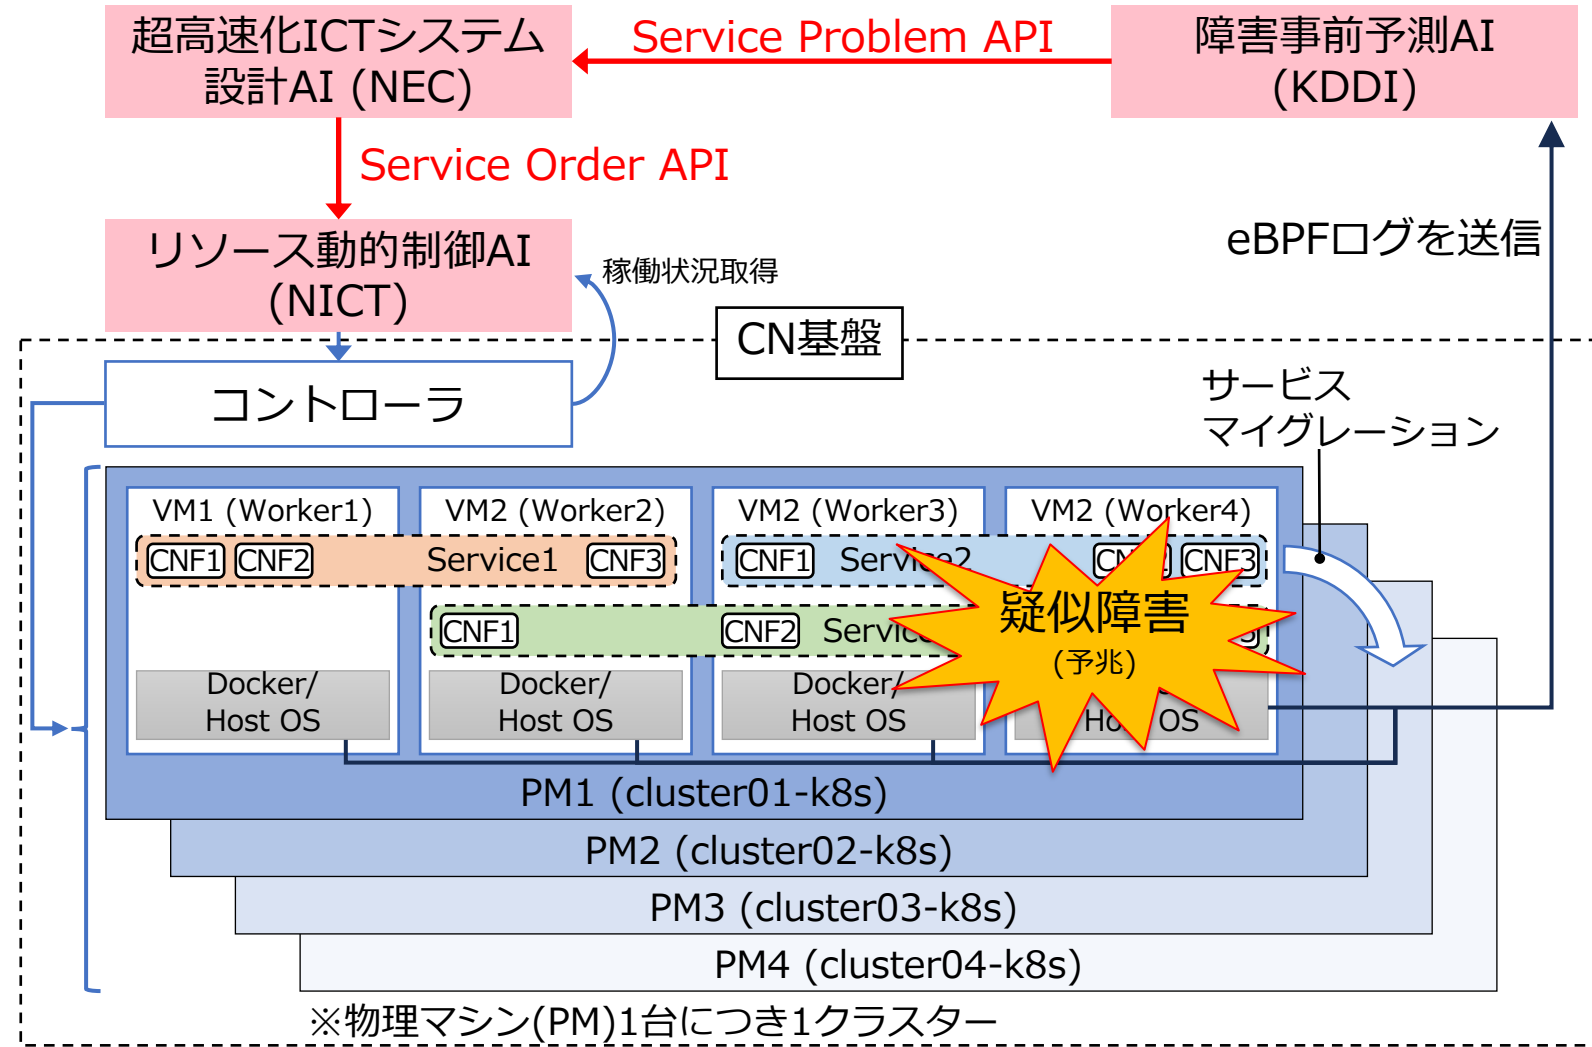 超高速化ICTシステム
設計AI (NEC)
Service Problem API
障害事前予測AI
(KDDI)
Service Order API
リソース動的制御AI
(NICT)
稼働状況取得
eBPFログを送信
CN基盤
コントローラ
サービス
マイグレーション
VM1 (Worker1)
VM2 (Worker2)
VM2 (Worker3)
VM2 (Worker4)
CNF1 CNF2 Service1 CNF3
CNF1 Service2 CNF3
CNF1 CNF2
疑似障害
(予兆)
Docker/
Host OS
Docker/
Host OS
Docker/
Host OS
OS
PM1 (cluster01-k8s)
PM2 (cluster02-k8s)
PM3 (cluster03-k8s)
PM4 (cluster04-k8s)
※物理マシン(PM)1台につき1クラスター